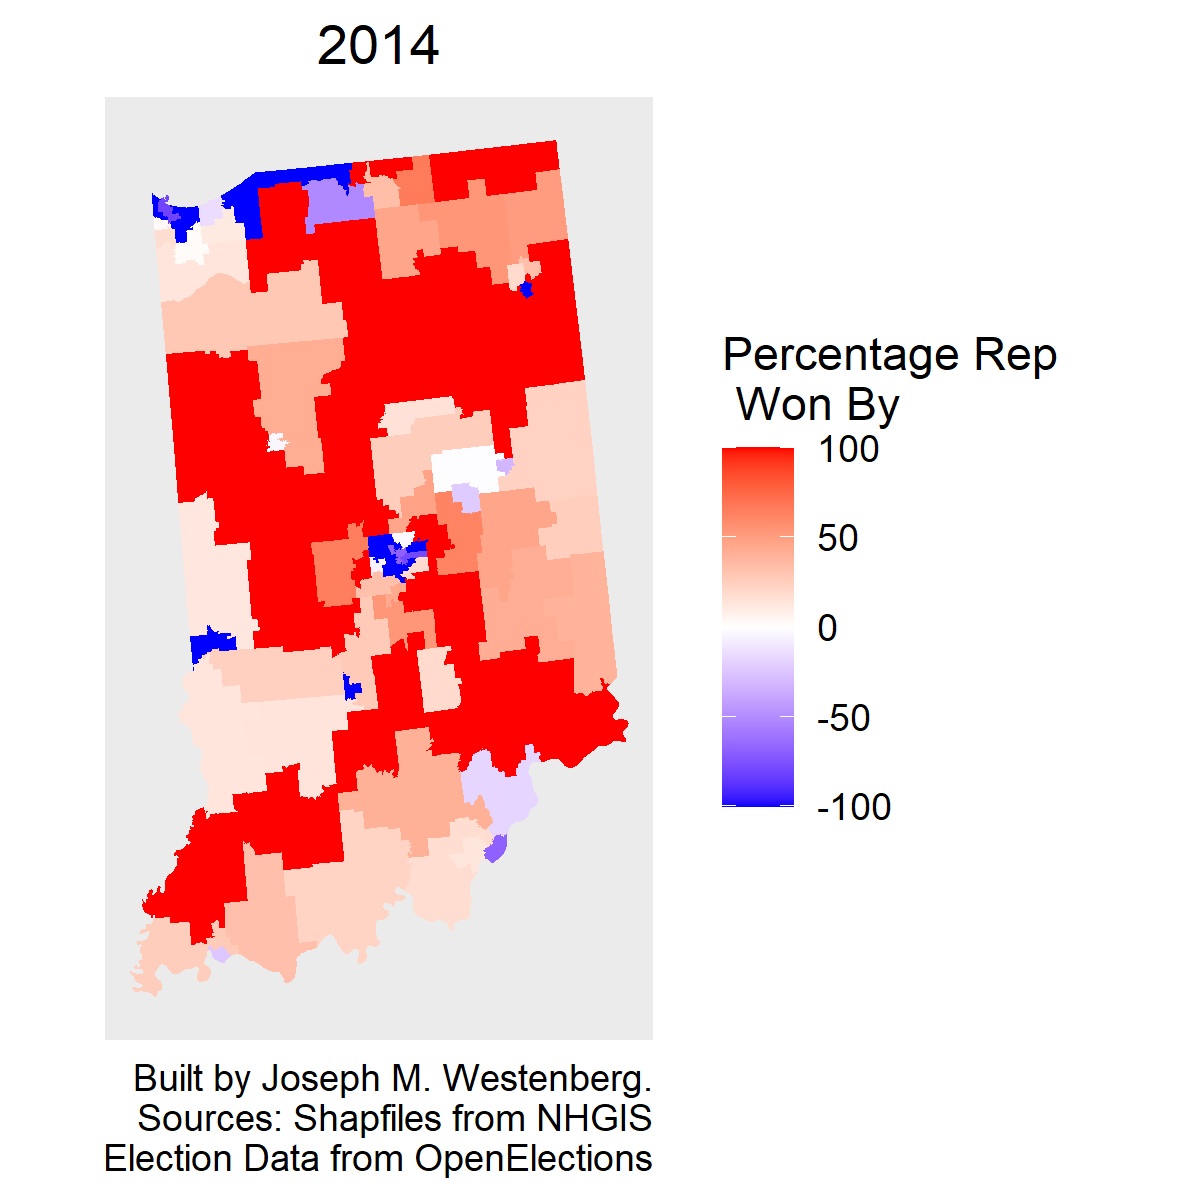 2014
Percentage Rep
Won By
100
50
0
-50
-100
Built by Joseph M. Westenberg.
Sources: Shapfiles from NHGIS
Election Data from OpenElections